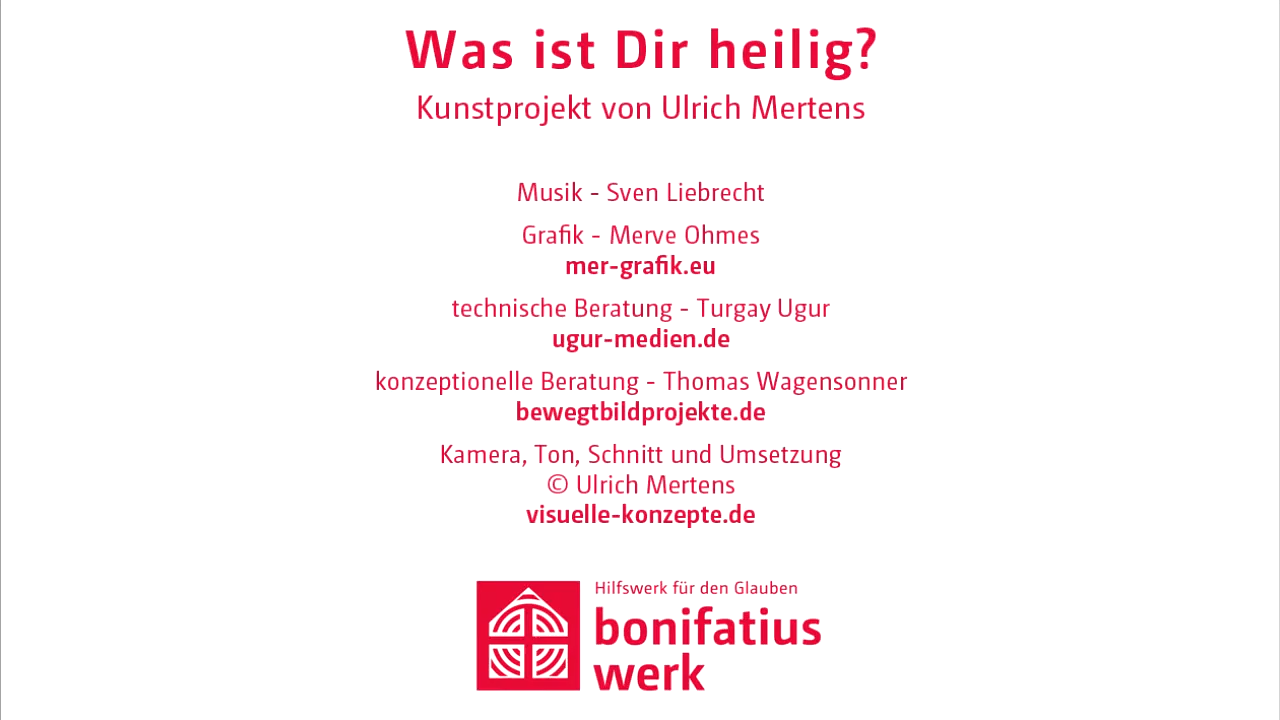 Was ist Dir heilig?
Kunstprojekt von Ulrich Mertens
Musik - Sven Liebrecht
Grafik - Merve Ohmes
mer-grafik.eu
technische Beratung - Turgay Ugur
ugur-medien.de
konzeptionelle Beratung - Thomas Wagensonner
bewegtbildprojekte.de
Kamera, Ton, Schnitt und Umsetzung
© Ulrich Mertens
visuelle-konzepte.de
Hilfswerk für den Glauben
bonifatius
werk